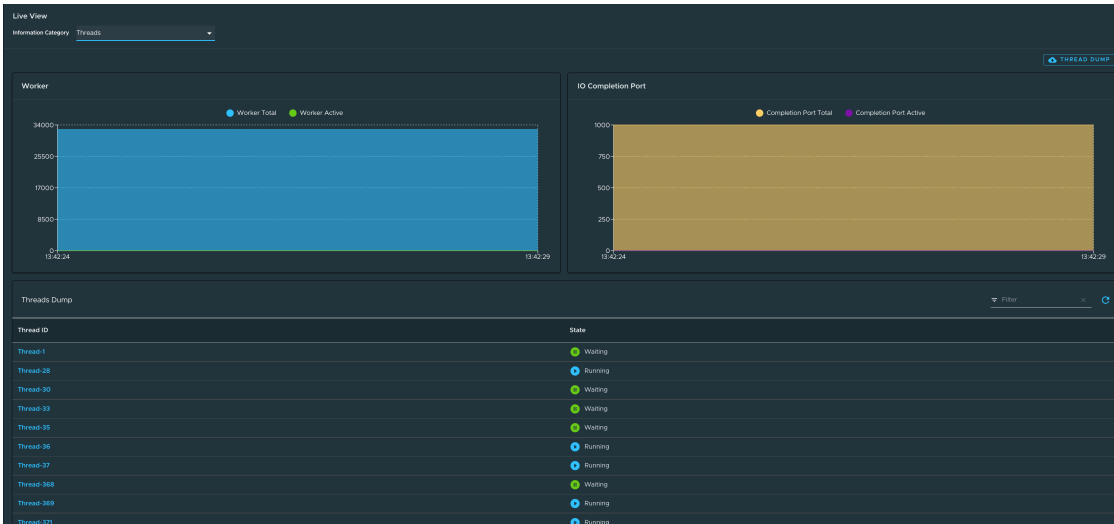 Live View
Information Category Threads
THREAD DUMP
Worker
Worker Total Worker Active
34000
25500
17000
8500
0
13:42:24 13:42:29
IO Completion Port
Completion Port Total Completion Port Active
1000
750
500
250
0
13:42:24 13:42:29
Threads Dump Filter
Thread ID State
Thread-1 Waiting
Thread-28 Running
Thread-30 Waiting
Thread-33 Waiting
Thread-35 Waiting
Thread-36 Running
Thread-37 Running
Thread-368 Waiting
Thread-369 Running
Thread-371 Running